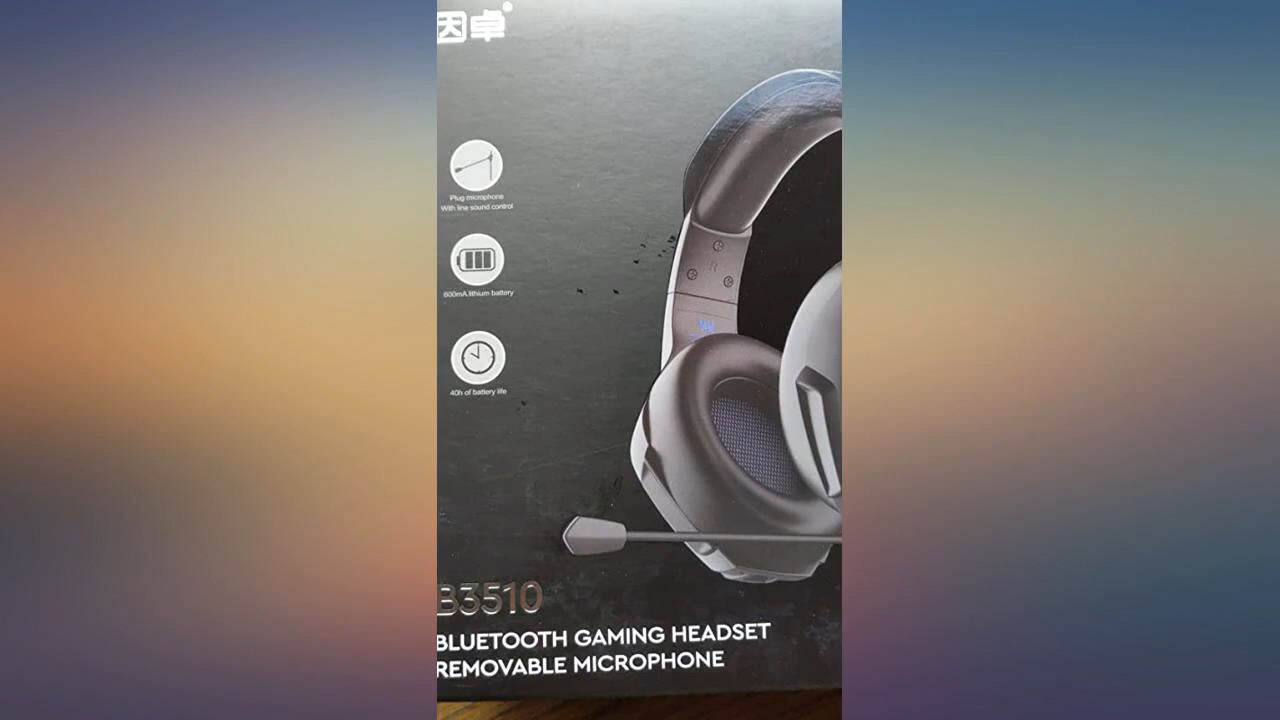 因卓
Plug microphone
With line sound control
600mA lithium battery
40h of battery life
R
B3510
BLUETOOTH GAMING HEADSET
REMOVABLE MICROPHONE